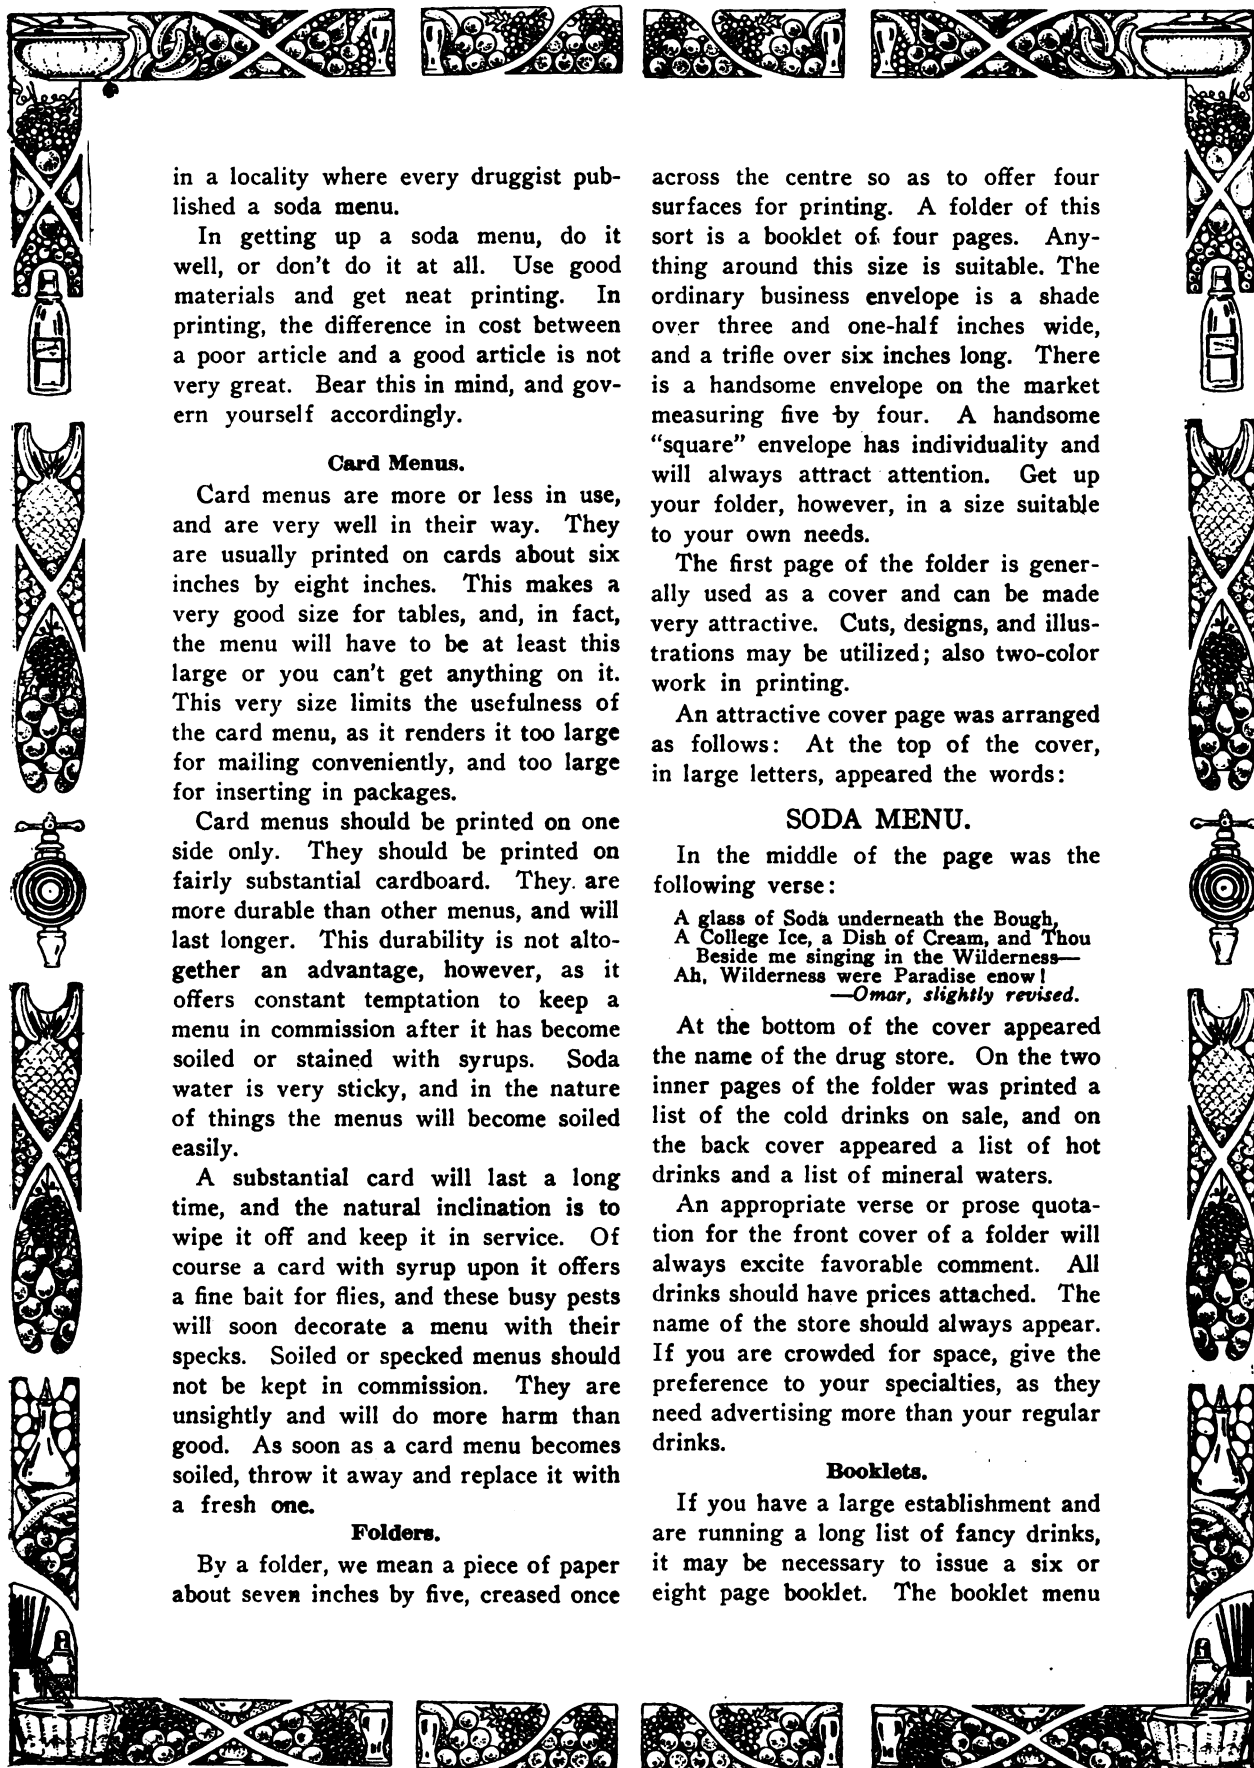 in a locality where every druggist pub-
lished a soda menu.
In getting up a soda menu, do it
well, or don't do it at all. Use good
materials and get neat printing. In
printing, the difference in cost between
a poor article and a good article is not
very great. Bear this in mind, and gov-
ern yourself accordingly.
Card Menus.
Card menus are more or less in use,
and are very well in their way. They
are usually printed on cards about six
inches by eight inches. This makes a
very good size for tables, and, in fact,
the menu will have to be at least this
large or you can't get anything on it.
This very size limits the usefulness of
the card menu, as it renders it too large
for mailing conveniently, and too large
for inserting in packages.
Card menus should be printed on one
side only. They should be printed on
fairly substantial cardboard. They are
more durable than other menus, and will
last longer. This durability is not alto-
gether an advantage, however, as it
offers constant temptation to keep a
menu in commission after it has become
soiled or stained with syrups. Soda
water is very sticky, and in the nature
of things the menus will become soiled
easily.
A substantial card will last a long
time, and the natural inclination is to
wipe it off and keep it in service. Of
course a card with syrup upon it offers
a fine bait for flies, and these busy pests
will soon decorate a menu with their
specks. Soiled or specked menus should
not be kept in commission. They are
unsightly and will do more harm than
good. As soon as a card menu becomes
soiled, throw it away and replace it with
a fresh one.
Folders.
By a folder, we mean a piece of paper
about seven inches by five, creased once
across the centre so as to offer four
surfaces for printing. A folder of this
sort is a booklet of four pages. Any-
thing around this size is suitable. The
ordinary business envelope is a shade
over three and one-half inches wide,
and a trifle over six inches long. There
is a handsome envelope on the market
measuring five by four. A handsome
"square" envelope has individuality and
will always attract attention. Get up
your folder, however, in a size suitable
to your own needs.
The first page of the folder is gener-
ally used as a cover and can be made
very attractive. Cuts, designs, and illus-
trations may be utilized; also two-color
work in printing.
An attractive cover page was arranged
as follows: At the top of the cover,
in large letters, appeared the words:
SODA MENU.
In the middle of the page was the
following verse:
A glass of Soda underneath the Bough,
A College Ice, a Dish of Cream, and Thou
Beside me singing in the Wilderness—
Ah, Wilderness were Paradise enow!
—Omar, slightly revised.
At the bottom of the cover appeared
the name of the drug store. On the two
inner pages of the folder was printed a
list of the cold drinks on sale, and on
the back cover appeared a list of hot
drinks and a list of mineral waters.
An appropriate verse or prose quota-
tion for the front cover of a folder will
always excite favorable comment. All
drinks should have prices attached. The
name of the store should always appear.
If you are crowded for space, give the
preference to your specialties, as they
need advertising more than your regular
drinks.
Booklets.
If you have a large establishment and
are running a long list of fancy drinks,
it may be necessary to issue a six or
eight page booklet. The booklet menu